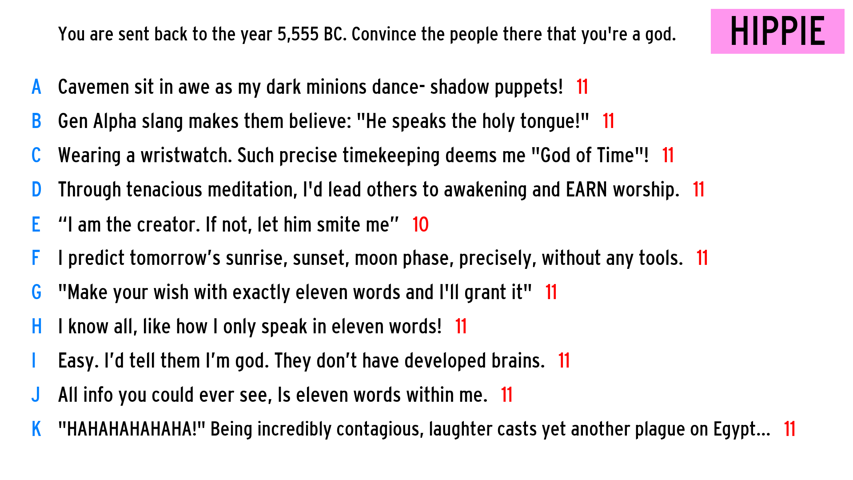 You are sent back to the year 5,555 BC. Convince the people there that you're a god.
HIPPIE
A Cavemen sit in awe as my dark minions dance- shadow puppets! 11
B Gen Alpha slang makes them believe: "He speaks the holy tongue!" 11
C Wearing a wristwatch. Such precise timekeeping deems me "God of Time"! 11
D Through tenacious meditation, I'd lead others to awakening and EARN worship. 11
E “I am the creator. If not, let him smite me” 10
F I predict tomorrow’s sunrise, sunset, moon phase, precisely, without any tools. 11
G "Make your wish with exactly eleven words and I'll grant it" 11
H I know all, like how I only speak in eleven words! 11
I Easy. I’d tell them I’m god. They don’t have developed brains. 11
J All info you could ever see, Is eleven words within me. 11
K "HAHAHAHAHAHA!" Being incredibly contagious, laughter casts yet another plague on Egypt... 11